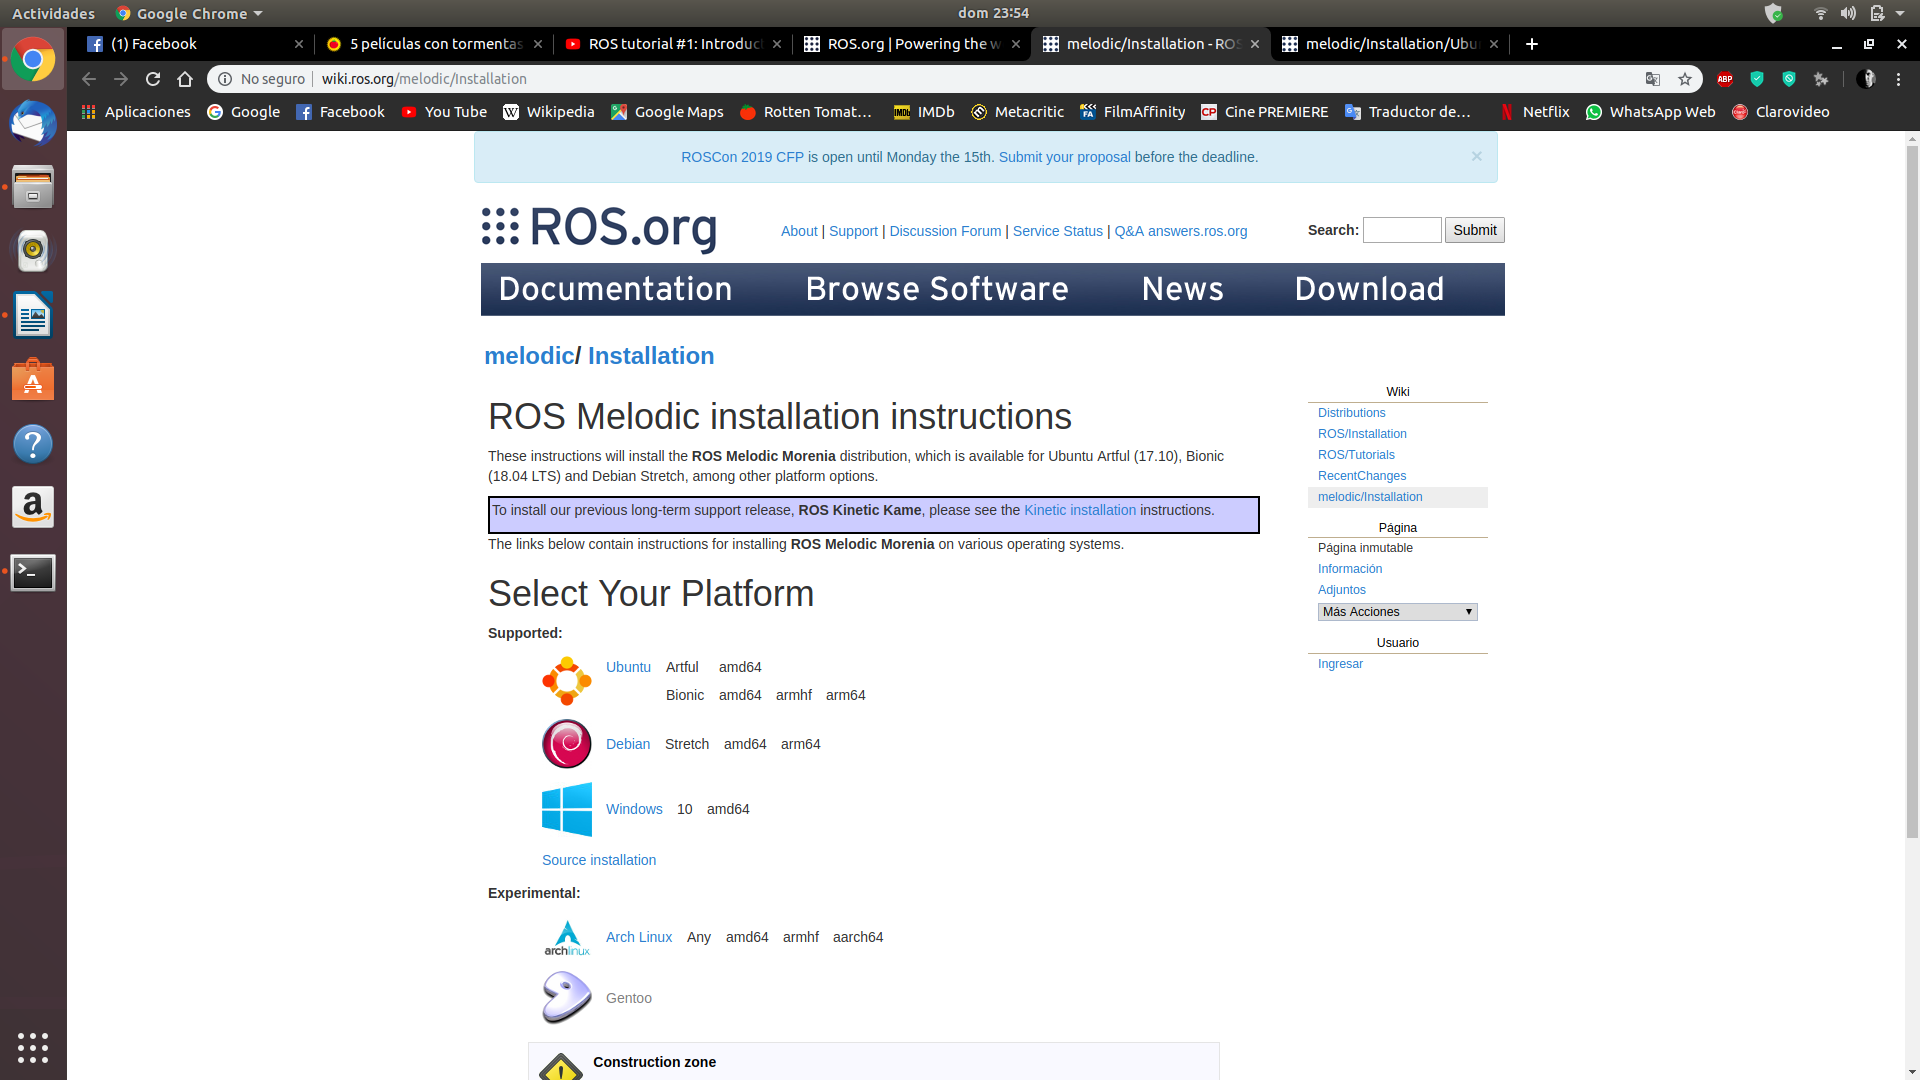 Actividades Google Chrome dom 23:54
(1) Facebook 5 películas con tormentas ROS tutorial #1: Introduc ROS.org | Powering the w melodic/Installation - ROS melodic/Installation/Ubu
No seguro wiki.ros.org/melodic/Installation ABP
Aplicaciones Google Facebook You Tube Wikipedia Google Maps Rotten Tomat... IMDb Metacritic FilmAffinity Cine PREMIERE Traductor de... Netflix WhatsApp Web Clarovideo
ROSCon 2019 CFP is open until Monday the 15th. Submit your proposal before the deadline.
ROS.org
About | Support | Discussion Forum | Service Status | Q&A answers.ros.org
Search: Submit
Documentation Browse Software News Download
melodic/ Installation
ROS Melodic installation instructions
These instructions will install the ROS Melodic Morenia distribution, which is available for Ubuntu Artful (17.10), Bionic
(18.04 LTS) and Debian Stretch, among other platform options.
To install our previous long-term support release, ROS Kinetic Kame, please see the Kinetic installation instructions.
The links below contain instructions for installing ROS Melodic Morenia on various operating systems.
Select Your Platform
Supported:
Ubuntu Artful amd64
Bionic amd64 armhf arm64
Debian Stretch amd64 arm64
Windows 10 amd64
Source installation
Experimental:
archlinux Arch Linux Any amd64 armhf aarch64
Gentoo
Construction zone
Wiki
Distributions
ROS/Installation
ROS/Tutorials
RecentChanges
melodic/Installation
Página
Página inmutable
Información
Adjuntos
Más Acciones
Usuario
Ingresar